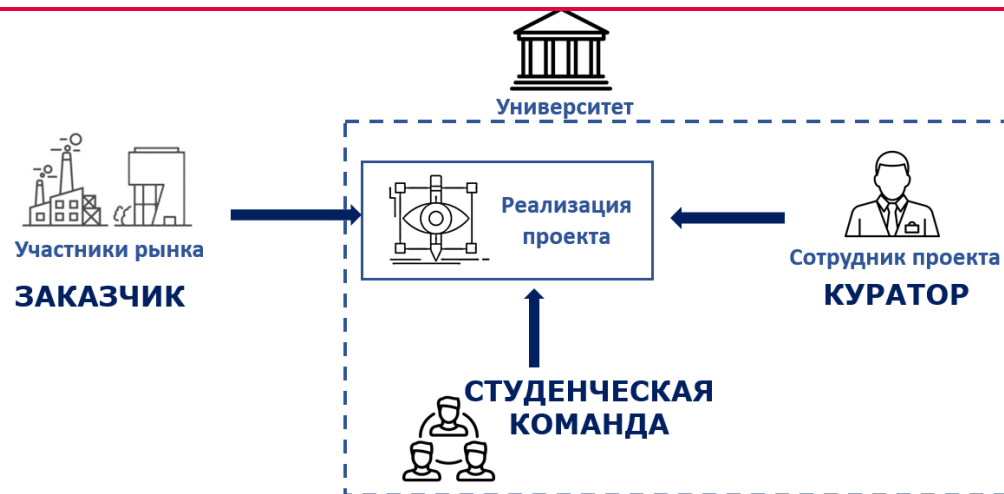 Университет
Участники рынка
ЗАКАЗЧИК
Реализация
проекта
Сотрудник проекта
КУРАТОР
СТУДЕНЧЕСКАЯ
КОМАНДА